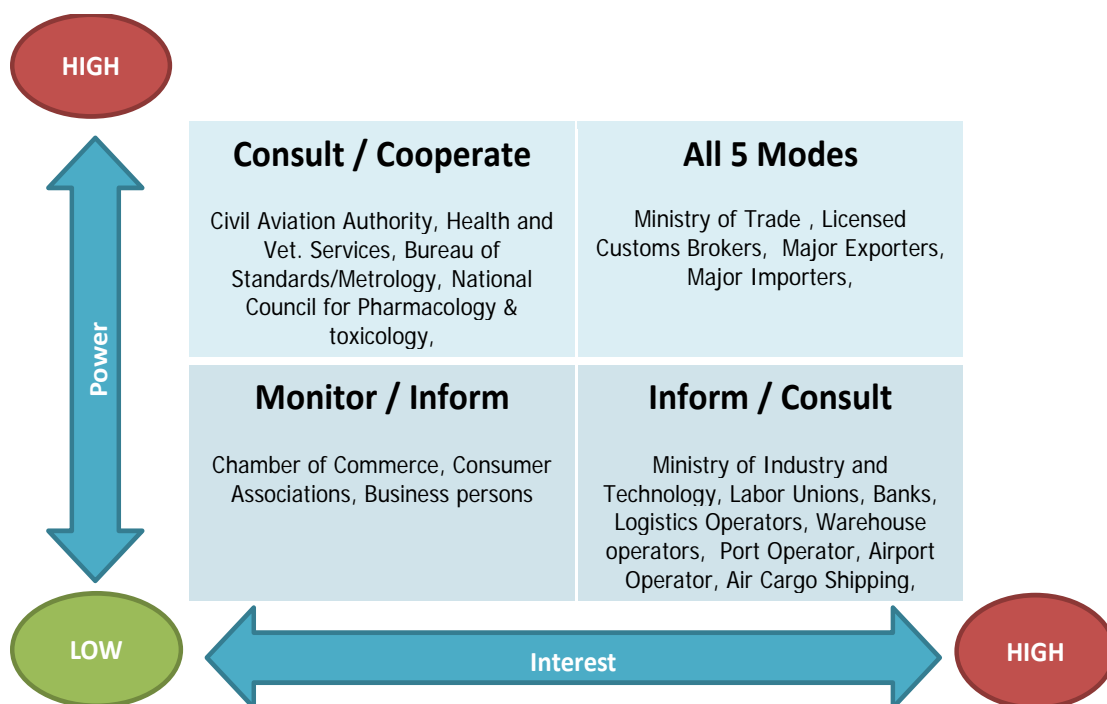 HIGH
Consult / Cooperate
Civil Aviation Authority, Health and
Vet. Services, Bureau of
Standards/Metrology, National
Council for Pharmacology &
toxicology,
All 5 Modes
Ministry of Trade , Licensed
Customs Brokers,  Major Exporters,
Major Importers,
Power
Monitor / Inform
Chamber of Commerce, Consumer
Associations, Business persons
Inform / Consult
Ministry of Industry and
Technology, Labor Unions, Banks,
Logistics Operators, Warehouse
operators,  Port Operator, Airport
Operator, Air Cargo Shipping,
LOW
Interest
HIGH